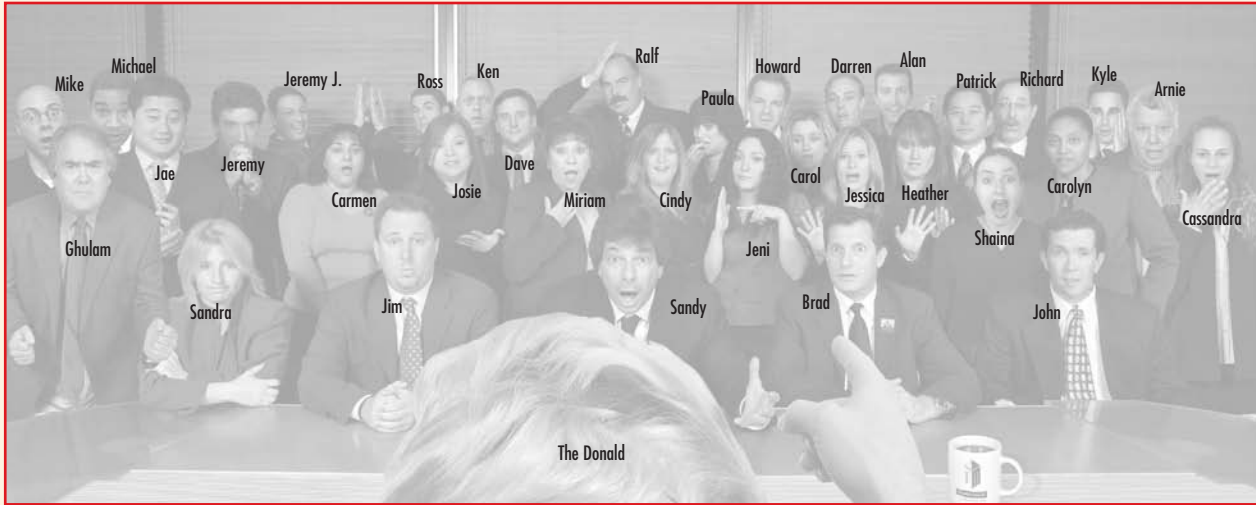 Ralf
Alan
Michael
Jeremy J.
Ross
Ken
Howard
Darren
Kyle
Mike
Patrick
Richard
Arnie
Paula
Jae
Jeremy
Dave
Carol
Carmen
Josie
Miriam
Cindy
Jessica
Heather
Carolyn
Cassandra
Shaina
Ghulam
Jeni
Sandra
Jim
Sandy
Brad
John
The Donald